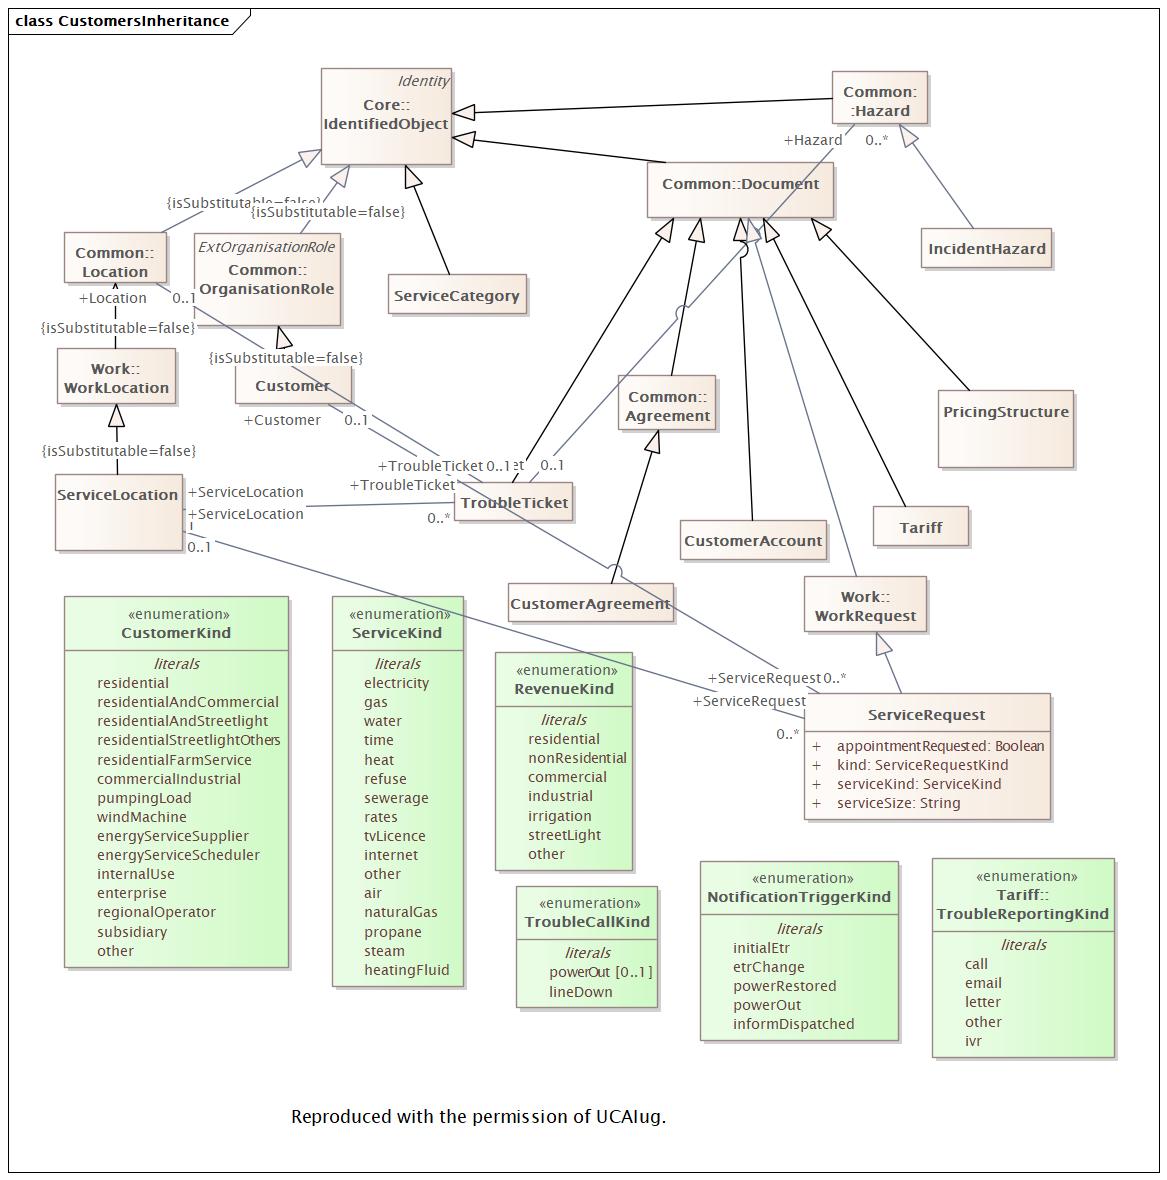 class CustomersInheritance
Identity
Core::
IdentifiedObject
Common:
:Hazard
+Hazard 0..*
Common::Document
{isSubstitutable=false}
{isSubstitutable=false}
Common::
Location
ExtOrganisationRole
Common::
OrganisationRole
IncidentHazard
ServiceCategory
+Location 0..1
{isSubstitutable=false}
{isSubstitutable=false}
Work::
WorkLocation
Customer
Common::
Agreement
PricingStructure
+Customer 0..1
{isSubstitutable=false}
+TroubleTicket 0..1 0..1
+TroubleTicket
ServiceLocation
+ServiceLocation
+ServiceLocation
0..1
TroubleTicket
0..*
CustomerAccount
Tariff
CustomerAgreement
Work::
WorkRequest
«enumeration»
CustomerKind
literals
residential
residentialAndCommercial
residentialAndStreetlight
residentialStreetlightOthers
residentialFarmService
commercialIndustrial
pumpingLoad
windMachine
energyServiceSupplier
energyServiceScheduler
internalUse
enterprise
regionalOperator
subsidiary
other
«enumeration»
ServiceKind
literals
electricity
gas
water
time
heat
refuse
sewerage
rates
tvLicence
internet
other
air
naturalGas
propane
steam
heatingFluid
«enumeration»
RevenueKind
literals
residential
nonResidential
commercial
industrial
irrigation
streetLight
other
+ServiceRequest 0..*
+ServiceRequest
0..*
ServiceRequest
+ appointmentRequested: Boolean
+ kind: ServiceRequestKind
+ serviceKind: ServiceKind
+ serviceSize: String
«enumeration»
TroubleCallKind
literals
powerOut [0..1]
lineDown
«enumeration»
NotificationTriggerKind
literals
initialEtr
etrChange
powerRestored
powerOut
informDispatched
«enumeration»
Tariff::
TroubleReportingKind
literals
call
email
letter
other
ivr
Reproduced with the permission of UCAIug.